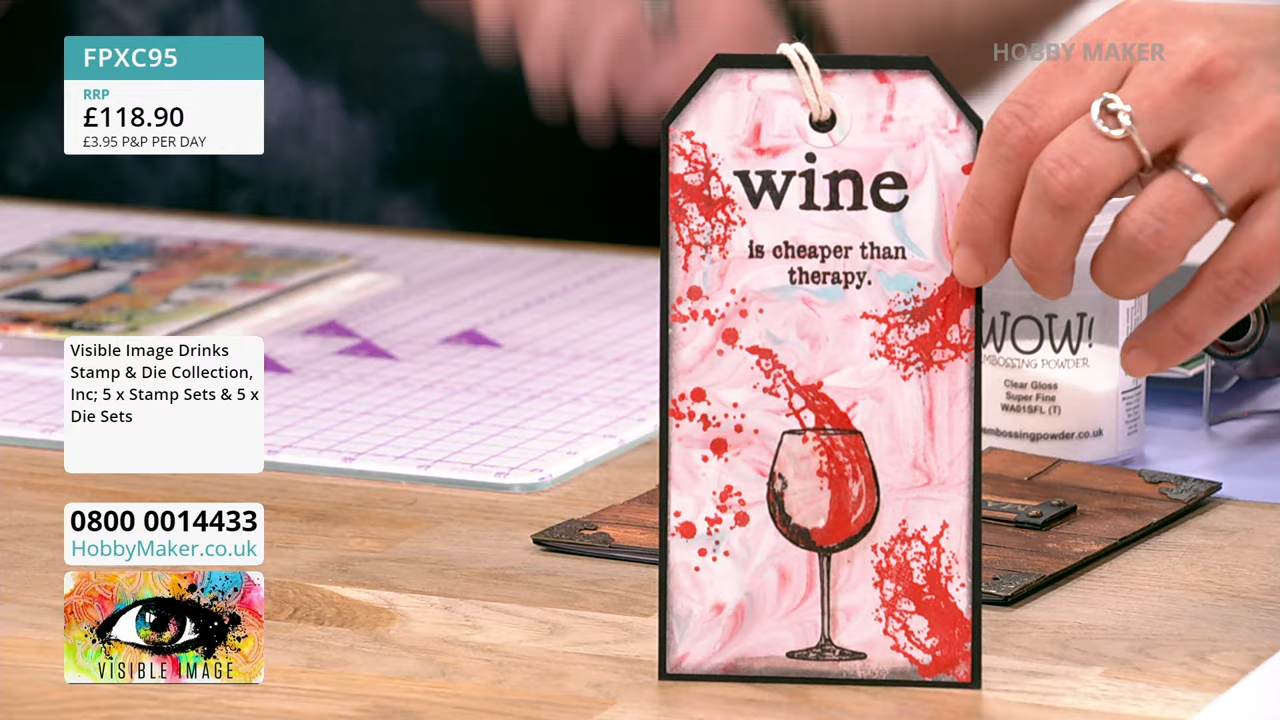 FPXC95
RRP
£118.90
£3.95 P&P PER DAY
HOBBY MAKER
wine
is cheaper than
therapy.
WOW!
EMBOSSING POWDER
Clear Gloss
Super Fine
WA01SFL (T)
embossingpowder.co.uk
Visible Image Drinks
Stamp & Die Collection,
Inc; 5 x Stamp Sets & 5 x
Die Sets
0800 0014433
HobbyMaker.co.uk
VISIBLE IMAGE